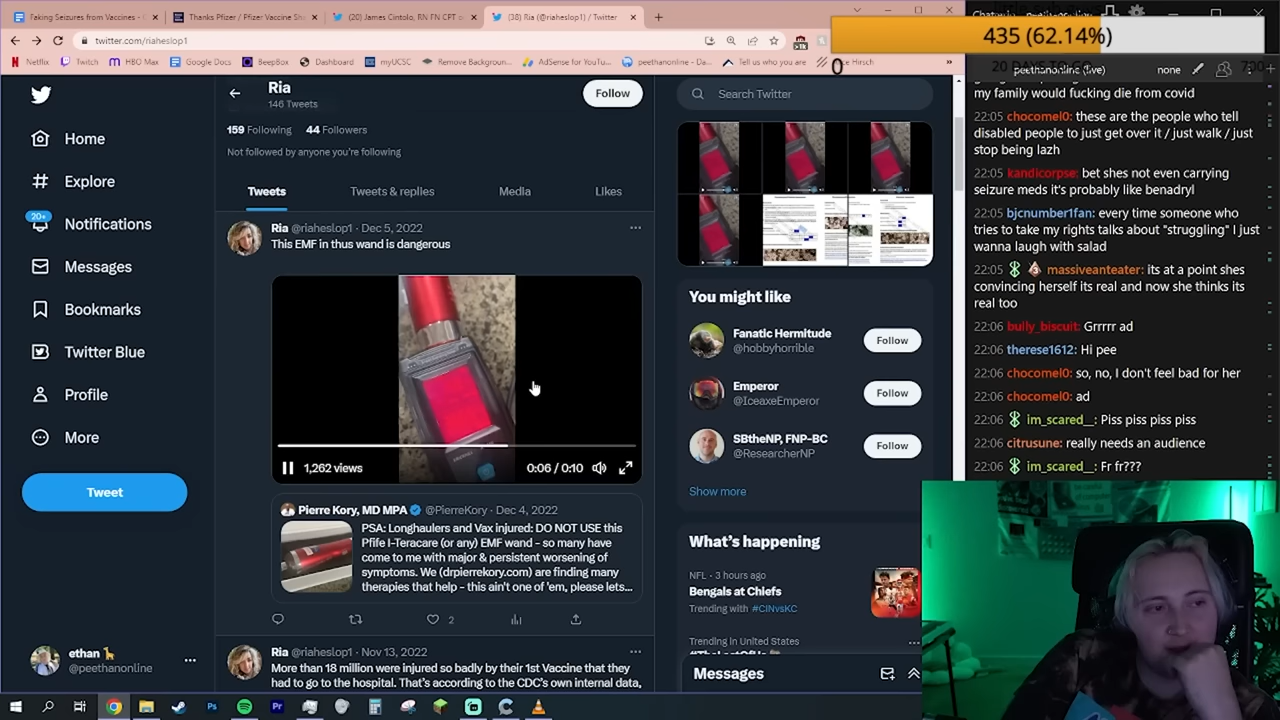 Faking Seizures from Vaccines -
Thanks Pfizer / Pfizer Vaccine Sha
(20) James Cintolo, RN FN CFT
(38) Ria (@riaheslop1) / Twitter
twitter.com/riaheslop1
Netflix
Twitch
HBO Max
Google Docs
BeepBox
Dashboard
myUCSC
Remove Backgroun...
AdSense for YouTu...
peethanonline - Da...
Tell us who you are
Hirsch
435 (62.14%)
0
peethanonline (live)
none
Ria
146 Tweets
Follow
159 Following 44 Followers
Not followed by anyone you're following
Tweets
Tweets & replies
Media
Likes
Home
Explore
20+
Notifications
Messages
Bookmarks
Twitter Blue
Profile
More
Tweet
ethan
@peethanonline
Ria @riaheslop1 · Dec 5, 2022
This EMF in thus wand is dangerous
1,262 views
0:06 / 0:10
Pierre Kory, MD MPA @PierreKory · Dec 4, 2022
PSA: Longhaulers and Vax injured: DO NOT USE this
Pfife I-Teracare (or any) EMF wand - so many have
come to me with major & persistent worsening of
symptoms. We (drpierrekory.com) are finding many
therapies that help - this ain't one of 'em, please lets...
2
Ria @riaheslop1 · Nov 13, 2022
More than 18 million were injured so badly by their 1st Vaccine that they
had to go to the hospital. That's according to the CDC's own internal data,
Search Twitter
You might like
Fanatic Hermitude
@hobbyhorrible
Follow
Emperor
@IceaxeEmperor
Follow
SBtheNP, FNP-BC
@ResearcherNP
Follow
Show more
What's happening
NFL · 3 hours ago
Bengals at Chiefs
Trending with #CINvsKC
Trending in United States
Messages
my family would fucking die from covid
22:05 chocomel0: these are the people who tell
disabled people to just get over it / just walk / just
stop being lazh
22:05 kandicorpse: bet shes not even carrying
seizure meds it's probably like benadryl
22:05 bjcnumber1fan: every time someone who
tries to take my rights talks about "struggling" I just
wanna laugh with salad
22:05 massiveanteater: its at a point shes
convincing herself its real and now she thinks its
real too
22:06 bully_biscuit: Grrrr ad
22:06 therese1612: Hi pee
22:06 chocomel0: so, no, I don't feel bad for her
22:06 chocomel0: ad
22:06 im_scared__: Piss piss piss piss
22:06 citrusune: really needs an audience
22:06 im_scared__: Fr fr???